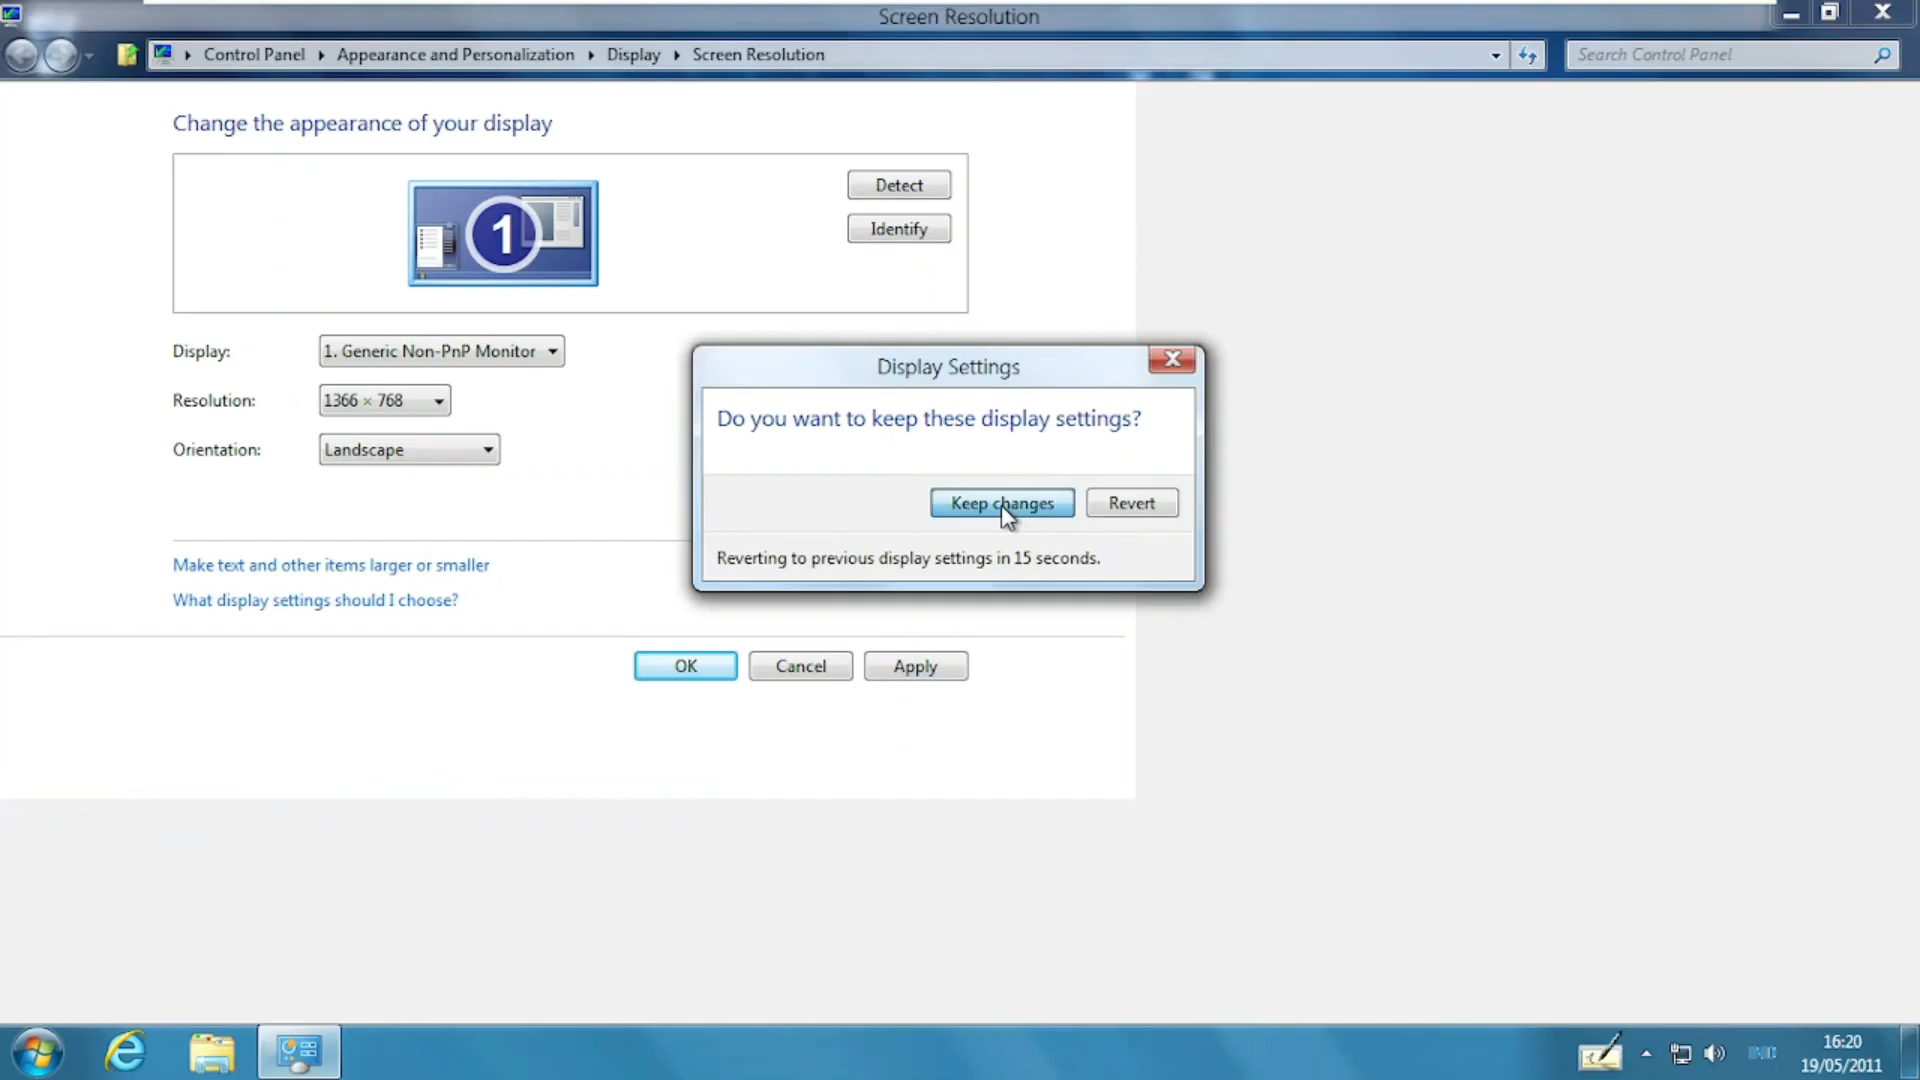 Screen Resolution
Control Panel Appearance and Personalization Display Screen Resolution
Search Control Panel
Change the appearance of your display
1
Detect
Identify
Display: 1. Generic Non-PnP Monitor
Resolution: 1366 × 768
Orientation: Landscape
Display Settings
Do you want to keep these display settings?
Keep changes Revert
Reverting to previous display settings in 15 seconds.
Make text and other items larger or smaller
What display settings should I choose?
OK Cancel Apply
16:20
19/05/2011